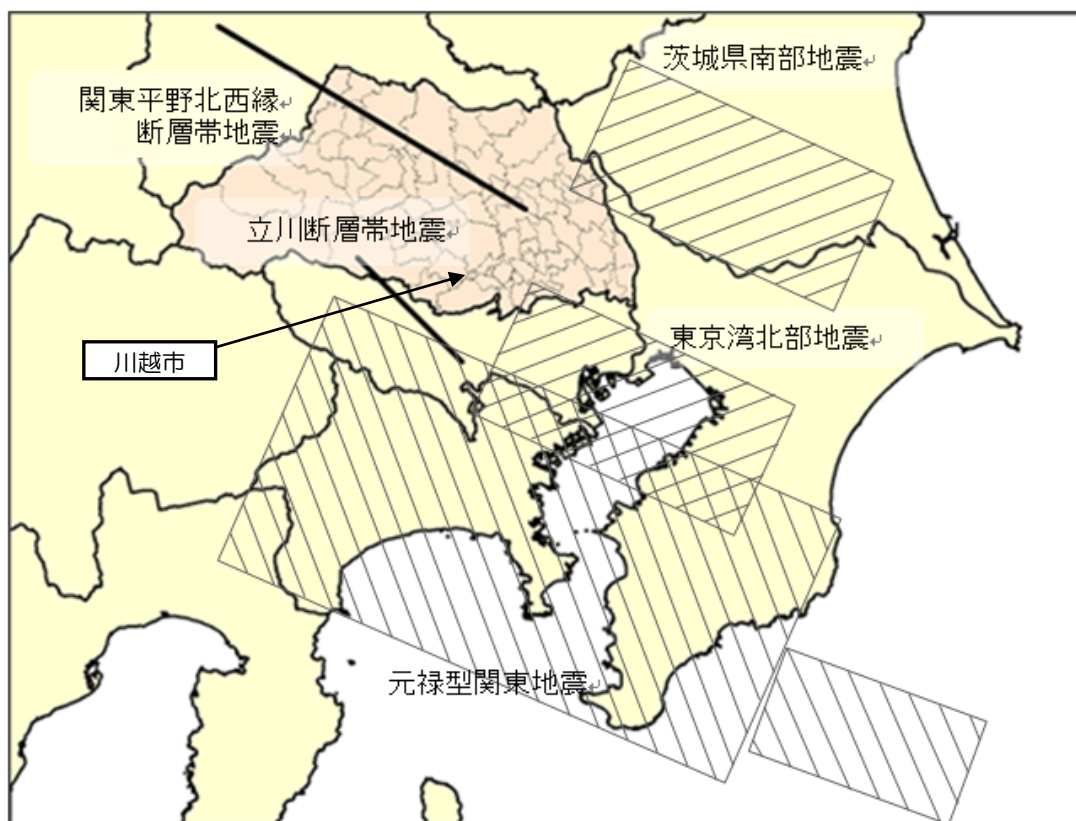 茨城県南部地震
関東平野北西縁
断層帯地震
立川断層帯地震
東京湾北部地震
川越市
元禄型関東地震